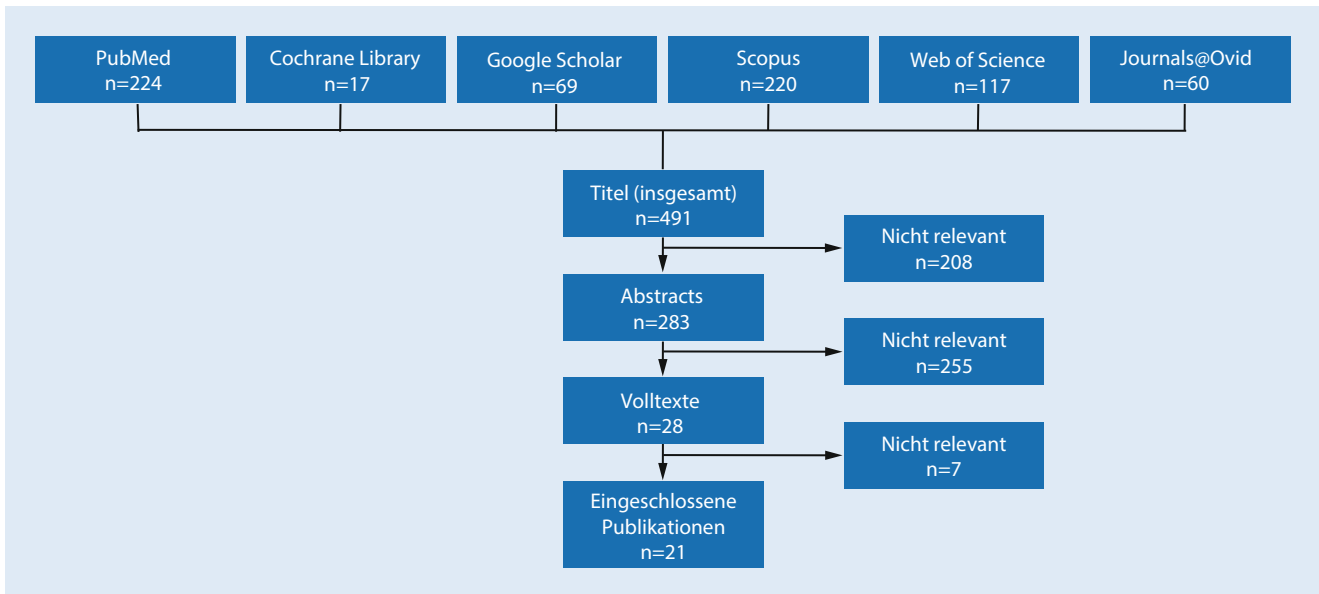 PubMed
n=224
Cochrane Library
n=17
Google Scholar
n=69
Scopus
n=220
Web of Science
n=117
Journals@Ovid
n=60
Titel (insgesamt)
n=491
Nicht relevant
n=208
Abstracts
n=283
Nicht relevant
n=255
Volltexte
n=28
Nicht relevant
n=7
Eingeschlossene
Publikationen
n=21